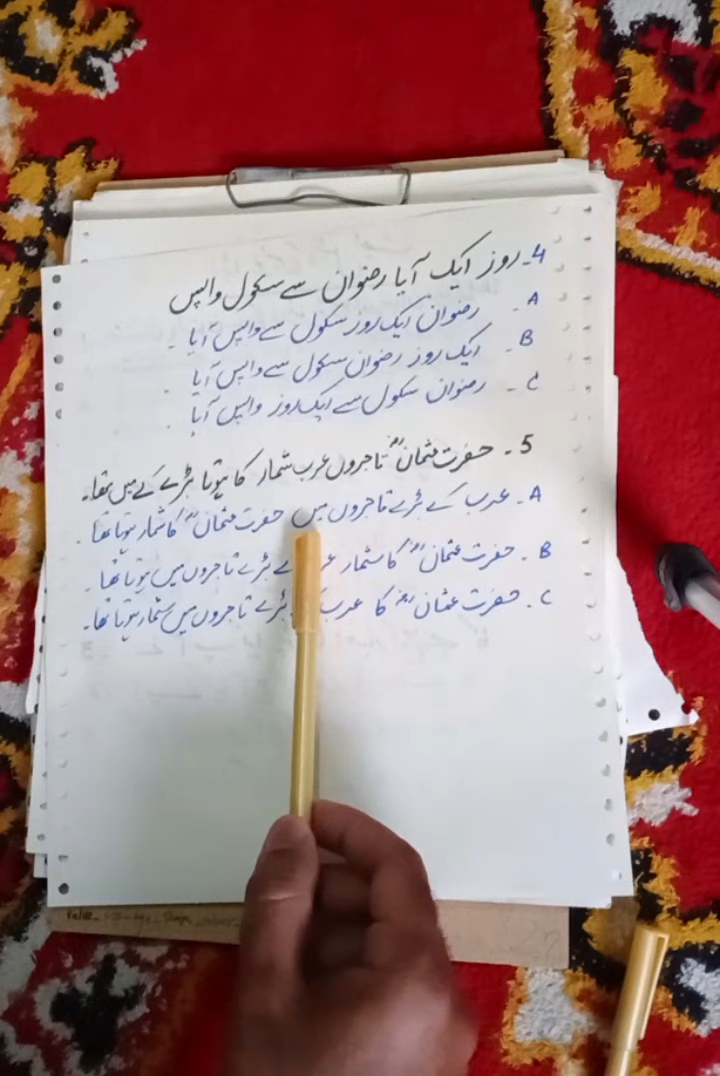 4۔ روز ایک آیا رضوان سے سکول واپس
A ۔ رضوان ایک روز سکول سے واپس آیا ۔
B ۔ ایک روز رضوان سکول سے واپس آیا ۔
C ۔ رضوان سکول سے ایک روز واپس آیا ۔
5 ۔ حضرت عثمانؓ تاجروں عرب شمار کا ہوتا بڑے کے میں تھا۔
A ۔ عرب کے بڑے تاجروں میں حضرت عثمانؓ کا شمار ہوتا تھا ۔
B ۔ حضرت عثمانؓ کا شمار بڑے تاجروں میں ہوتا تھا ۔
C ۔ حضرت عثمانؓ کا عرب بڑے تاجروں میں شمار ہوتا تھا ۔